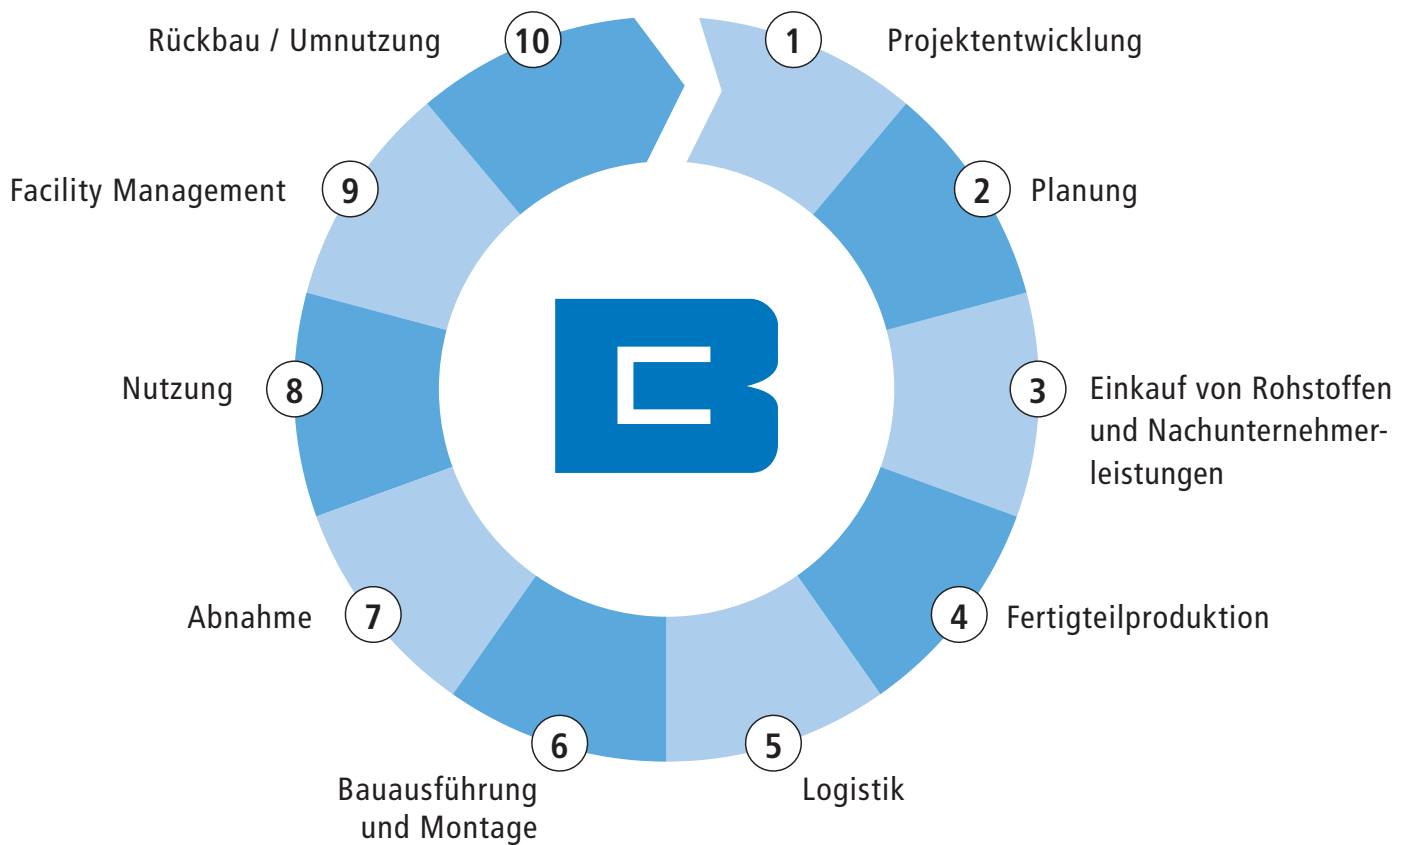 1
Projektentwicklung
2
Planung
3
Einkauf von Rohstoffen
und Nachunternehmer-
leistungen
4
Fertigteilproduktion
5
Logistik
6
Bauausführung
und Montage
7
Abnahme
8
Nutzung
9
Facility Management
10
Rückbau / Umnutzung